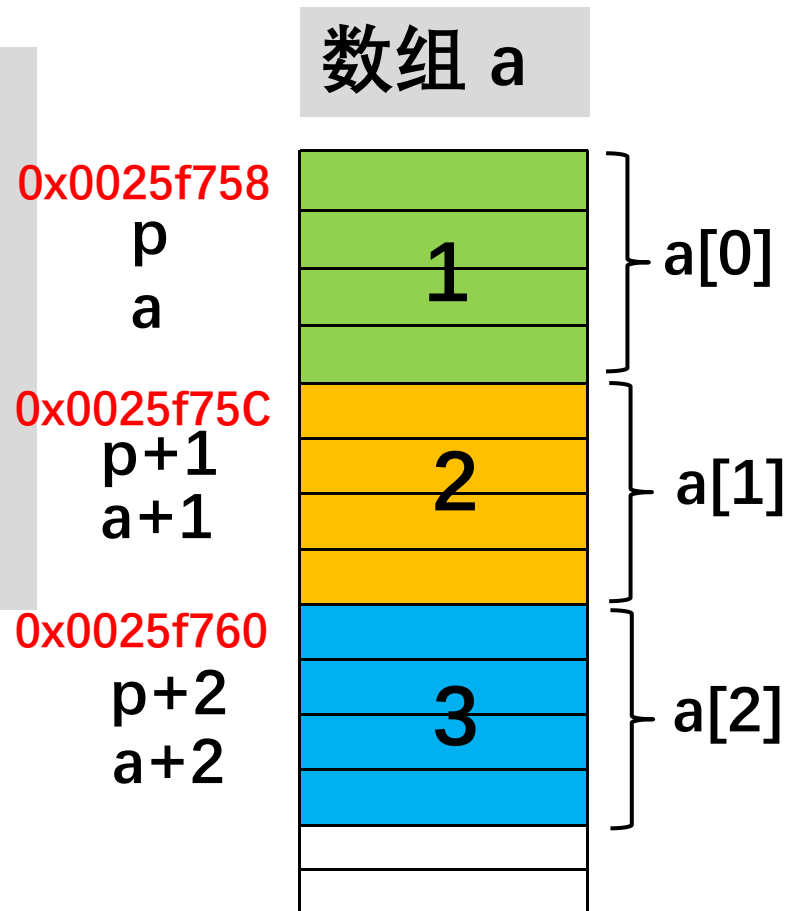 数组 a
0x0025f758
p
a
1
a[0]
0x0025f75C
p+1
a+1
2
a[1]
0x0025f760
p+2
a+2
3
a[2]